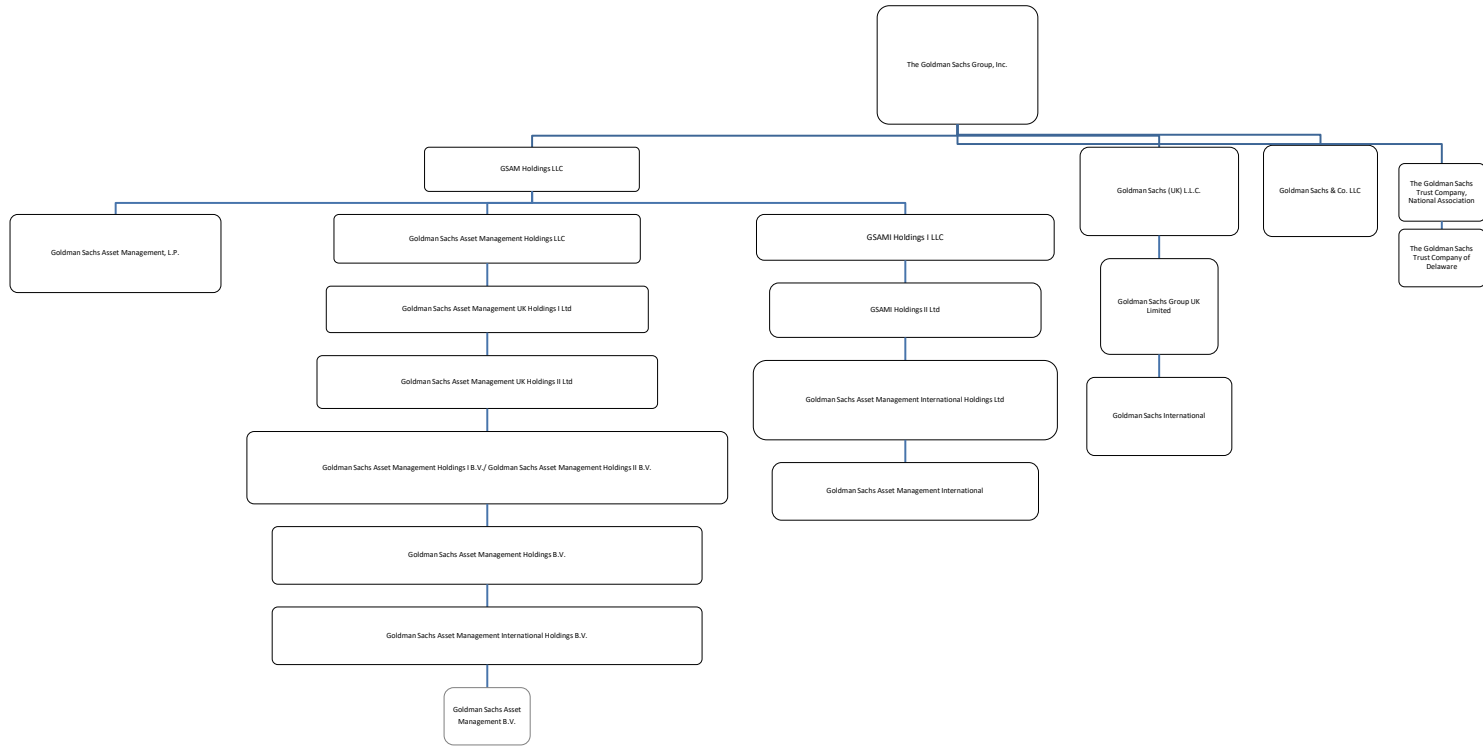 The Goldman Sachs Group, Inc.
GSAM Holdings LLC
Goldman Sachs (UK) L.L.C.
Goldman Sachs & Co. LLC
The Goldman Sachs
Trust Company,
National Association
Goldman Sachs Asset Management, L.P.
Goldman Sachs Asset Management Holdings LLC
GSAMI Holdings I LLC
The Goldman Sachs
Trust Company of
Delaware
Goldman Sachs Asset Management UK Holdings I Ltd
GSAMI Holdings II Ltd
Goldman Sachs Group UK
Limited
Goldman Sachs Asset Management UK Holdings II Ltd
Goldman Sachs Asset Management International Holdings Ltd
Goldman Sachs International
Goldman Sachs Asset Management Holdings I B.V./ Goldman Sachs Asset Management Holdings II B.V.
Goldman Sachs Asset Management International
Goldman Sachs Asset Management Holdings B.V.
Goldman Sachs Asset Management International Holdings B.V.
Goldman Sachs Asset
Management B.V.